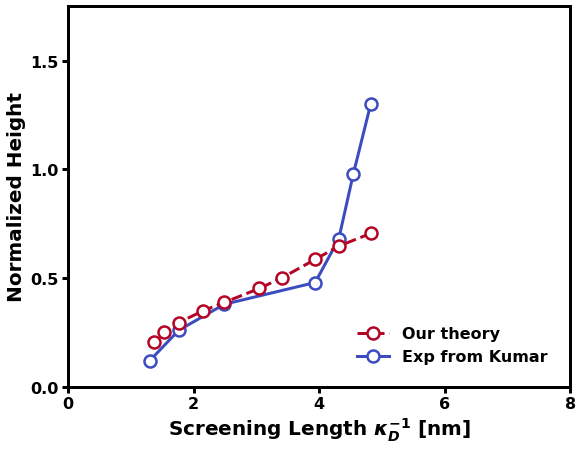 Normalized Height
1.5
1.0
0.5
0.0
0 2 4 6 8
Our theory
Exp from Kumar
Screening Length κ_D^{-1} [nm]